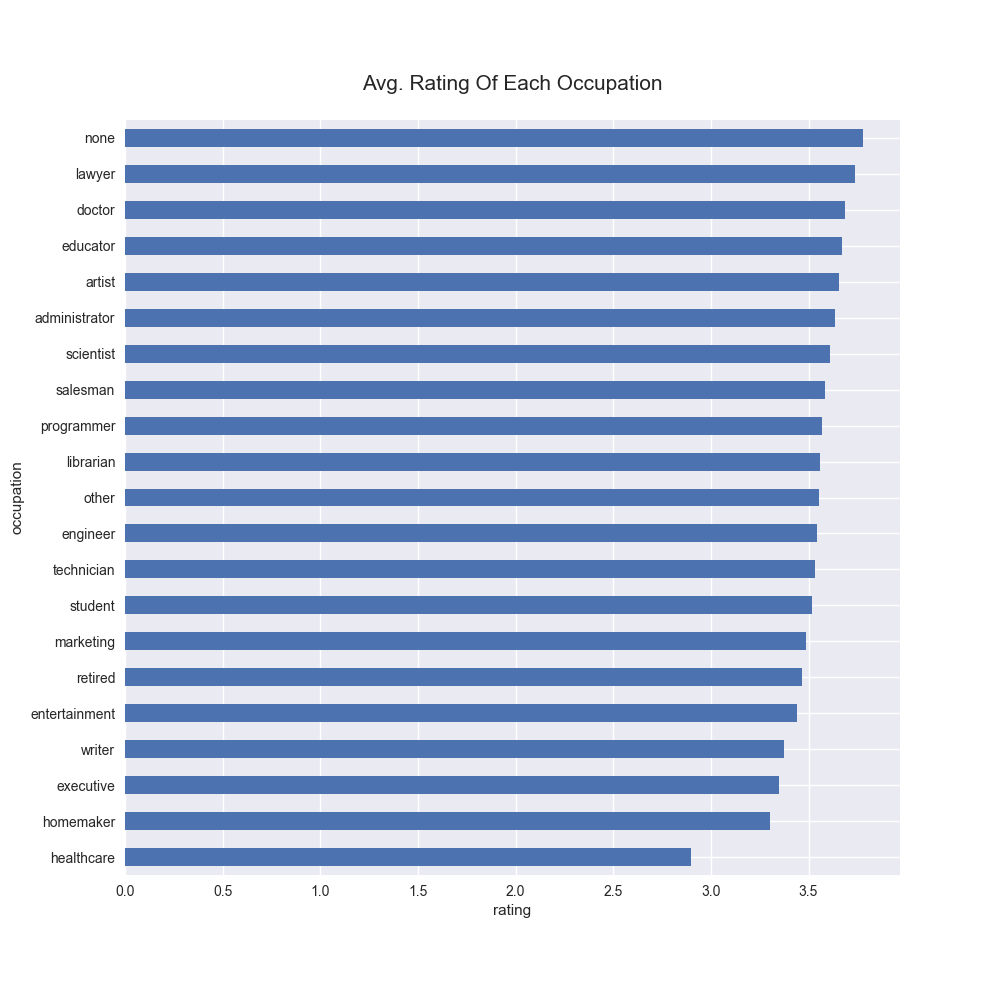 Avg. Rating Of Each Occupation
occupation
none
lawyer
doctor
educator
artist
administrator
scientist
salesman
programmer
librarian
other
engineer
technician
student
marketing
retired
entertainment
writer
executive
homemaker
healthcare
0.0 0.5 1.0 1.5 2.0 2.5 3.0 3.5
rating